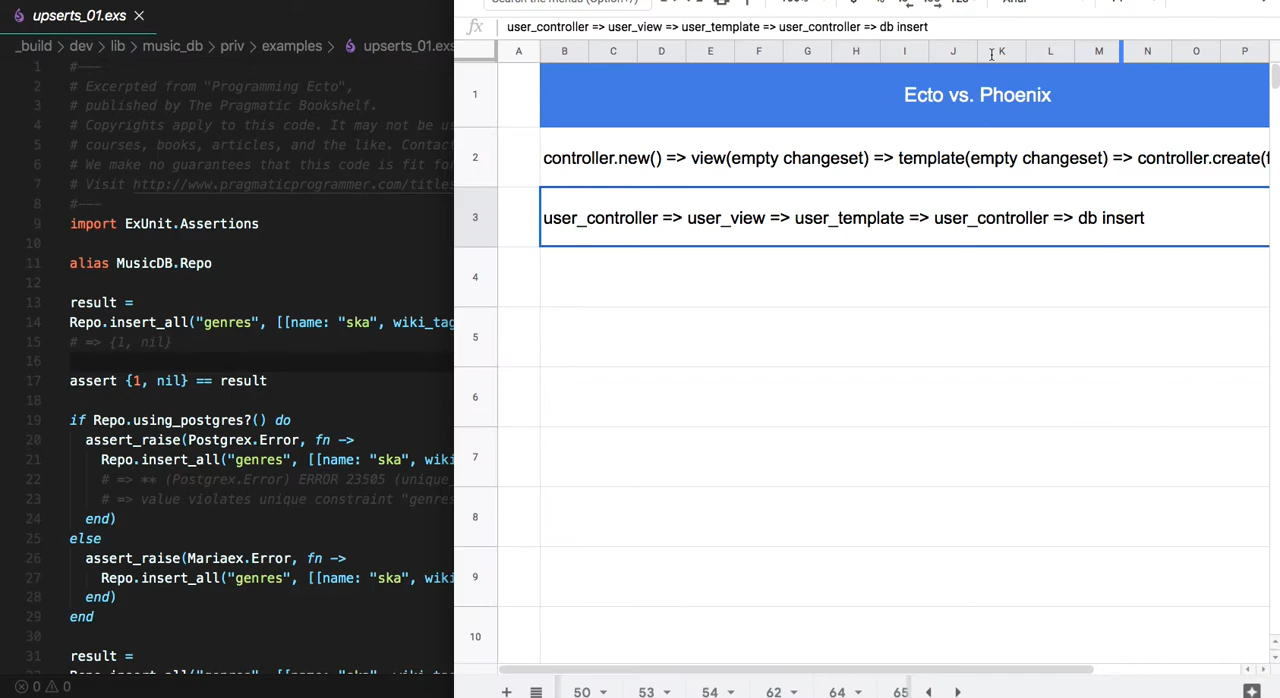 upserts_01.exs
_build > dev > lib > music_db > priv > examples > upserts_01.exs
1 #---
2 # Excerpted from "Programming Ecto",
3 # published by The Pragmatic Bookshelf.
4 # Copyrights apply to this code. It may not be us
5 # courses, books, articles, and the like. Contact
6 # We make no guarantees that this code is fit for
7 # Visit http://www.pragmaticprogrammer.com/titles
8 #---
9 import ExUnit.Assertions
10
11 alias MusicDB.Repo
12
13 result =
14 Repo.insert_all("genres", [[name: "ska", wiki_tag
15 # => {1, nil}
16
17 assert {1, nil} == result
18
19 if Repo.using_postgres?() do
20 assert_raise(Postgrex.Error, fn ->
21 Repo.insert_all("genres", [[name: "ska", wiki
22 # => ** (Postgrex.Error) ERROR 23505 (unique_
23 # => value violates unique constraint "genres
24 end)
25 else
26 assert_raise(Mariaex.Error, fn ->
27 Repo.insert_all("genres", [[name: "ska", wiki
28 end)
29 end
30
31 result =
0 0
fx user_controller => user_view => user_template => user_controller => db insert
A B C D E F G H I J K L M N O P
1 Ecto vs. Phoenix
2 controller.new() => view(empty changeset) => template(empty changeset) => controller.create(f
3 user_controller => user_view => user_template => user_controller => db insert
4
5
6
7
8
9
10
50 53 54 62 64 65